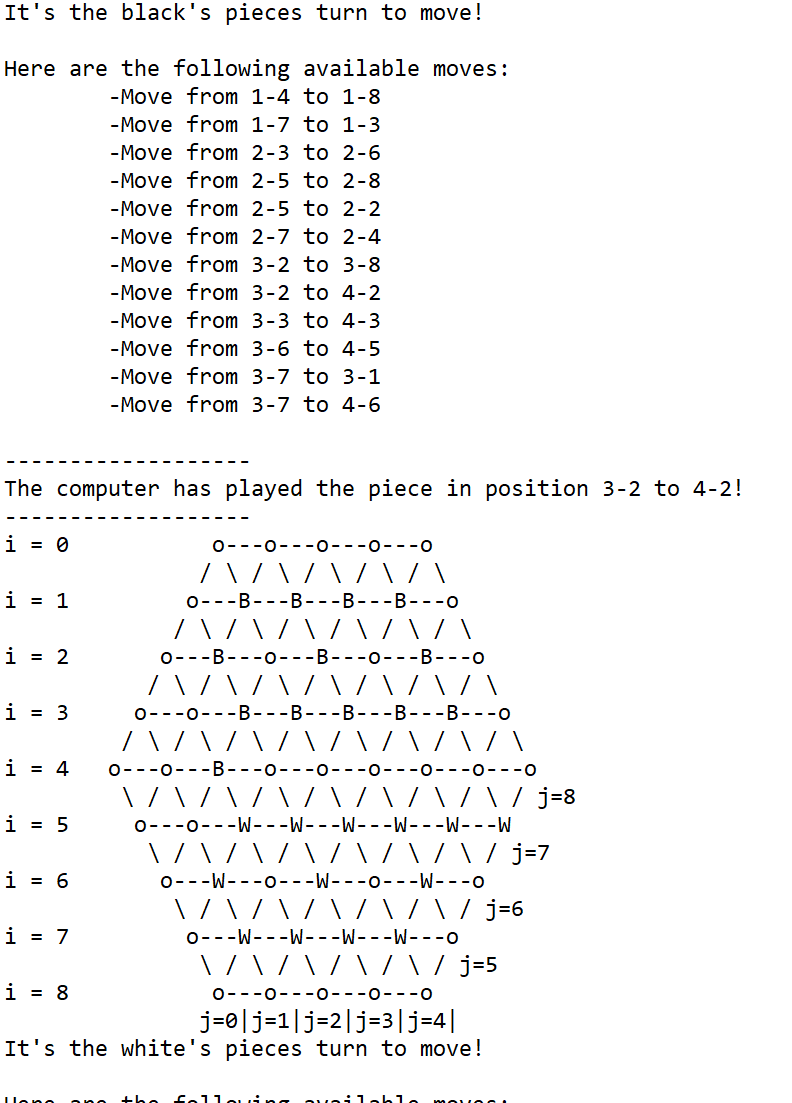 It's the black's pieces turn to move!
Here are the following available moves:
-Move from 1-4 to 1-8
-Move from 1-7 to 1-3
-Move from 2-3 to 2-6
-Move from 2-5 to 2-8
-Move from 2-5 to 2-2
-Move from 2-7 to 2-4
-Move from 3-2 to 3-8
-Move from 3-2 to 4-2
-Move from 3-3 to 4-3
-Move from 3-6 to 4-5
-Move from 3-7 to 3-1
-Move from 3-7 to 4-6
-------------------
The computer has played the piece in position 3-2 to 4-2!
-------------------
i = 0           o---o---o---o---o
               / \ / \ / \ / \ / \
i = 1         o---B---B---B---B---o
             / \ / \ / \ / \ / \ / \
i = 2       o---B---o---B---o---B---o
           / \ / \ / \ / \ / \ / \ / \
i = 3     o---o---B---B---B---B---B---o
         / \ / \ / \ / \ / \ / \ / \ / \
i = 4   o---o---B---o---o---o---o---o---o
         \ / \ / \ / \ / \ / \ / \ / \ / j=8
i = 5     o---o---W---W---W---W---W---W
           \ / \ / \ / \ / \ / \ / \ / j=7
i = 6       o---W---o---W---o---W---o
             \ / \ / \ / \ / \ / \ / j=6
i = 7         o---W---W---W---W---o
               \ / \ / \ / \ / \ / j=5
i = 8           o---o---o---o---o
               j=0|j=1|j=2|j=3|j=4|
It's the white's pieces turn to move!
Here are the following available moves: